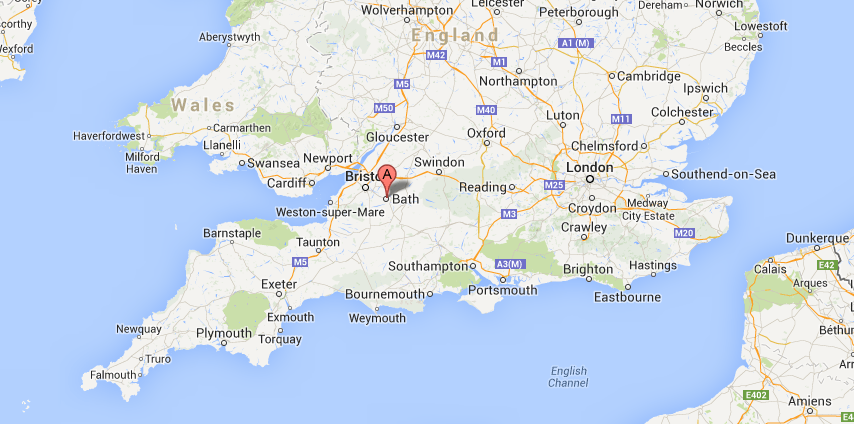 Wolverhampton
Leicester
Peterborough
Dereham
Norwich
Lowestoft
Beccles
Aberystwyth
England
M42
A1 (M)
M1
Northampton
Cambridge
Ipswich
M5
Wales
M50
M40
M11
Colchester
Luton
Haverfordwest
Carmarthen
Gloucester
Oxford
Chelmsford
Milford
Haven
Llanelli
Swansea
Newport
Swindon
London
Cardiff
A
M25
Reading
Southend-on-Sea
Bath
Weston-super-Mare
Croydon
Medway
City Estate
M3
Crawley
M20
Barnstaple
Taunton
M5
Dunkerque
Southampton
A3(M)
Brighton
Hastings
Calais
E42
Arques
Exeter
Bournemouth
Portsmouth
Eastbourne
Exmouth
Weymouth
Newquay
Plymouth
Torquay
Truro
Falmouth
English
Channel
E402
Amiens